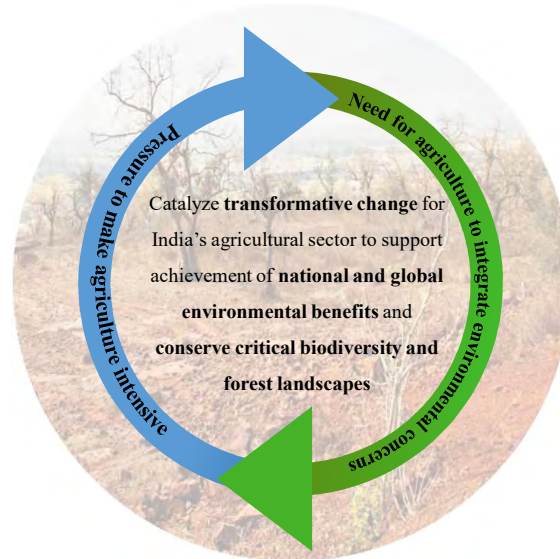 Pressure to make agriculture intensive
Need for agriculture to integrate environmental concerns
Catalyze transformative change for
India’s agricultural sector to support
achievement of national and global
environmental benefits and
conserve critical biodiversity and
forest landscapes